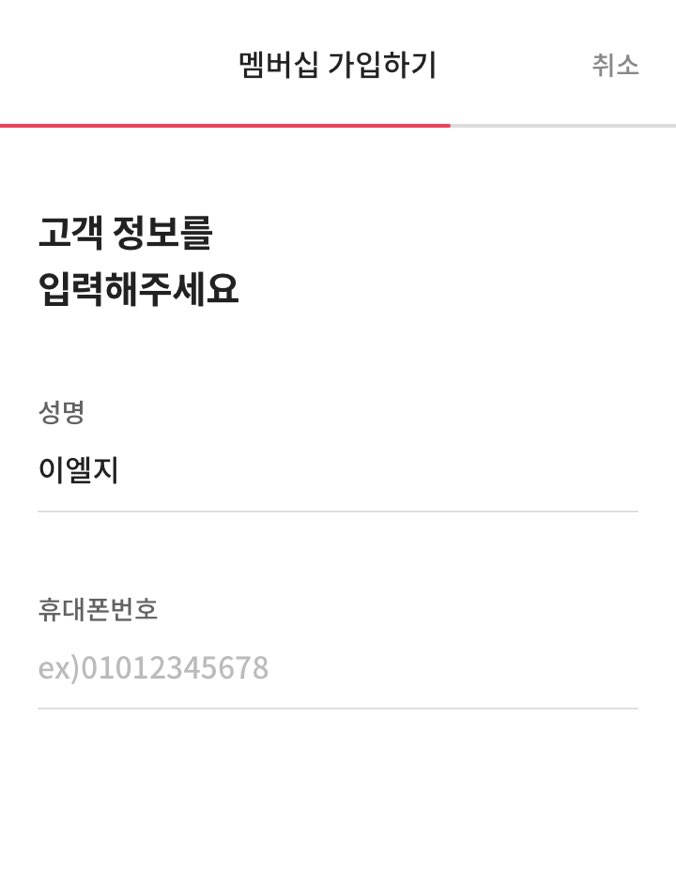 멤버십 가입하기
취소
고객 정보를
입력해주세요
성명
이엘지
휴대폰번호
ex)01012345678